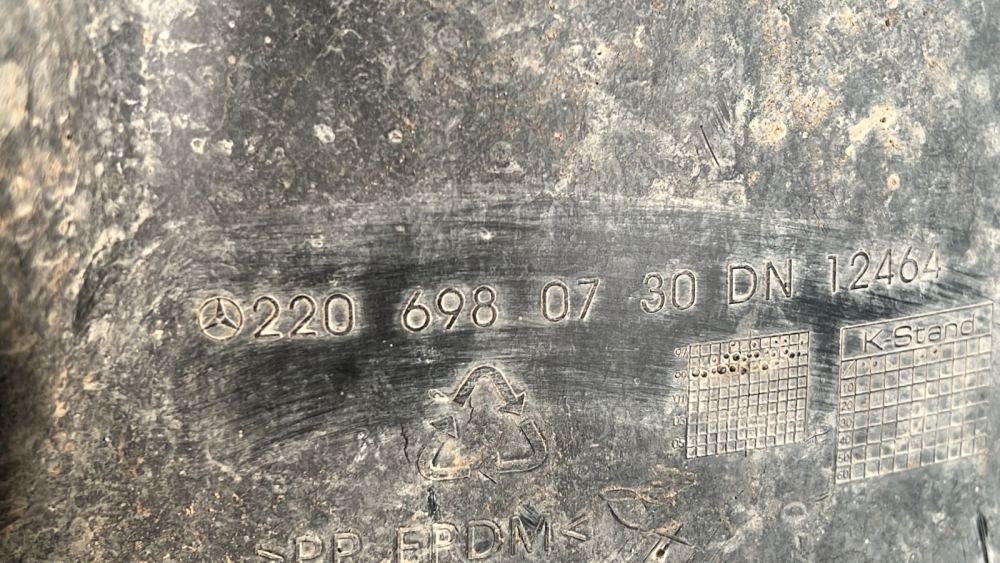 220 698 07 30 DN 12464
K-Stand
>PP EPDM<